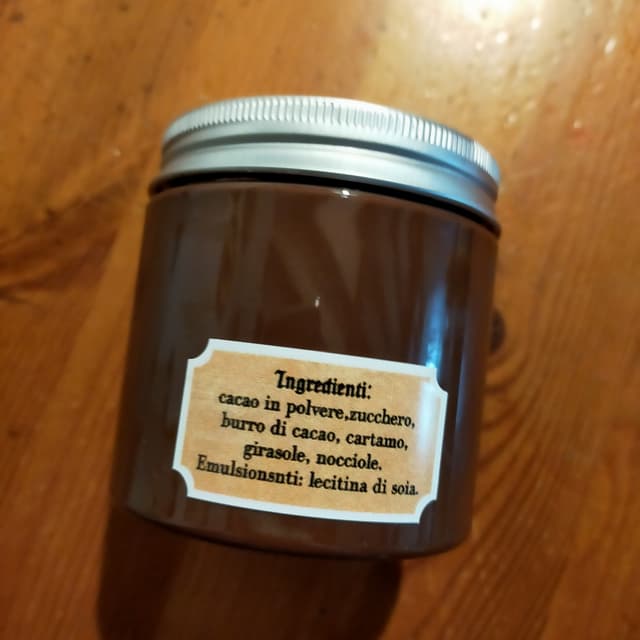 Ingredienti:
cacao in polvere,zucchero,
burro di cacao, cartamo,
girasole, nocciole.
Emulsionsnti: lecitina di soia.